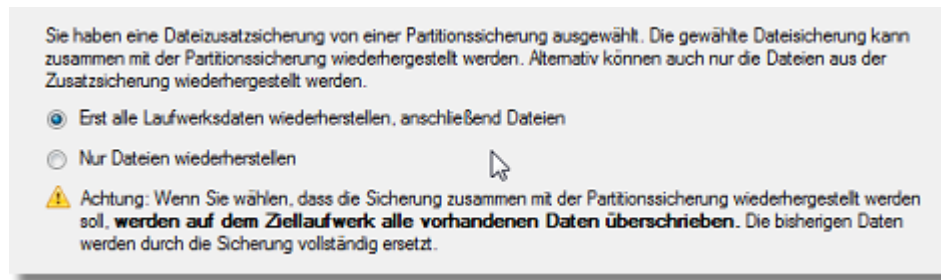 Sie haben eine Dateizusatzsicherung von einer Partitionssicherung ausgewählt. Die gewählte Dateisicherung kann
zusammen mit der Partitionssicherung wiederhergestellt werden. Alternativ können auch nur die Dateien aus der
Zusatzsicherung wiederhergestellt werden.
Erst alle Laufwerksdaten wiederherstellen, anschließend Dateien
Nur Dateien wiederherstellen
Achtung: Wenn Sie wählen, dass die Sicherung zusammen mit der Partitionssicherung wiederhergestellt werden
soll, werden auf dem Ziellaufwerk alle vorhandenen Daten überschrieben. Die bisherigen Daten
werden durch die Sicherung vollständig ersetzt.